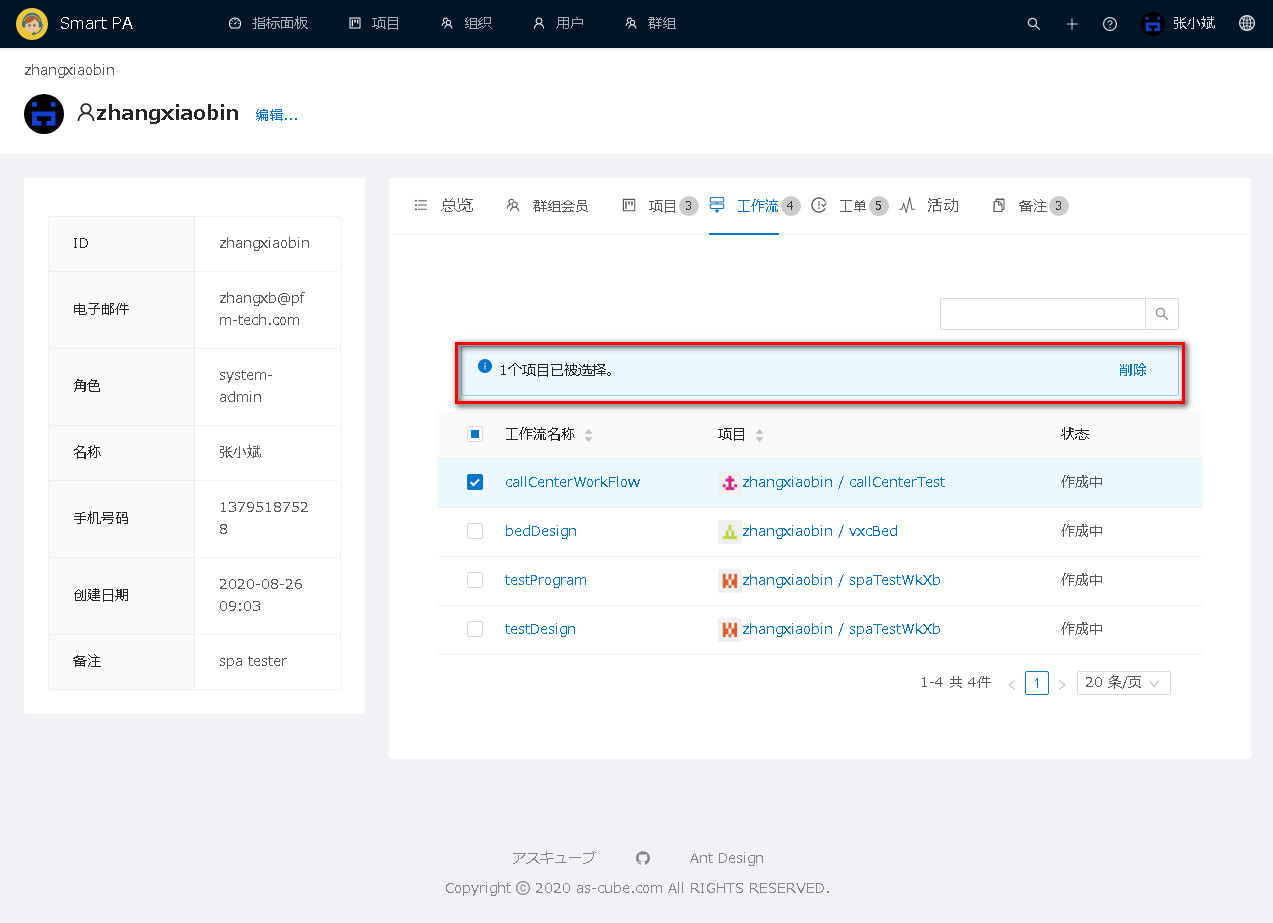 Smart PA 指标面板 项目 组织 用户 群组 张小斌
zhangxiaobin
zhangxiaobin 编辑...
ID zhangxiaobin
电子邮件 zhangxb@pf
m-tech.com
角色 system-
admin
名称 张小斌
手机号码 1379518752
8
创建日期 2020-08-26
09:03
备注 spa tester
总览 群组会员 项目 3 工作流 4 工单 5 活动 备注 3
1个项目已被选择。 削除
工作流名称 项目 状态
callCenterWorkFlow zhangxiaobin / callCenterTest 作成中
bedDesign zhangxiaobin / vxcBed 作成中
testProgram zhangxiaobin / spaTestWkXb 作成中
testDesign zhangxiaobin / spaTestWkXb 作成中
1-4 共 4件 < 1 > 20 条/页
アスキューブ Ant Design
Copyright © 2020 as-cube.com All RIGHTS RESERVED.